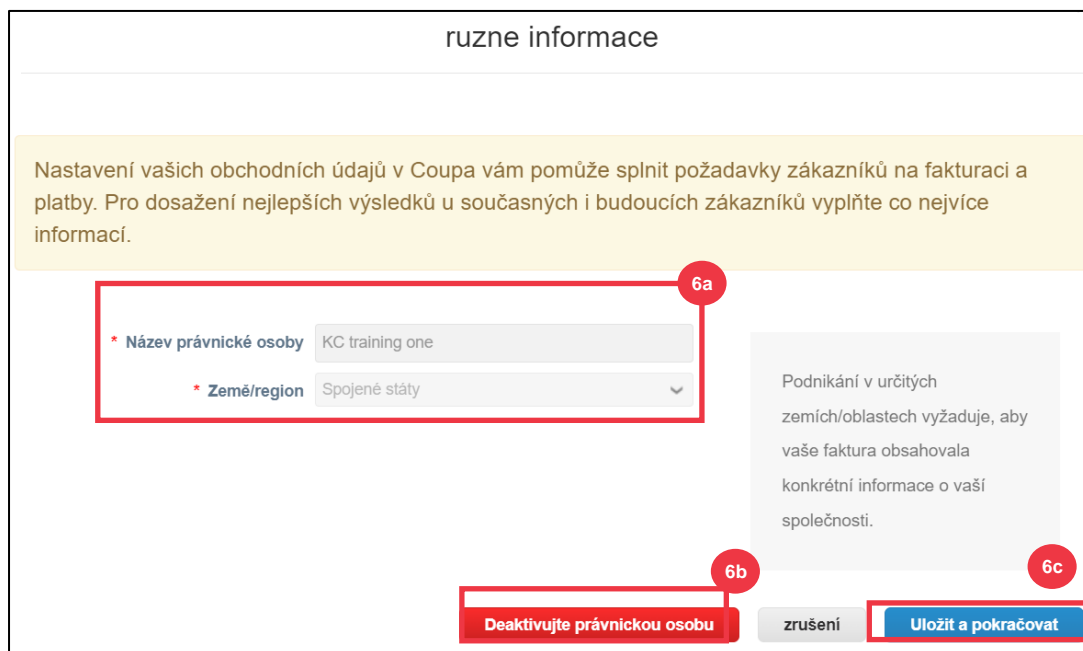 ruzne informace
Nastavení vašich obchodních údajů v Coupa vám pomůže splnit požadavky zákazníků na fakturaci a
platby. Pro dosažení nejlepších výsledků u současných i budoucích zákazníků vyplňte co nejvíce
informací.
6a
* Název právnické osoby KC training one
* Země/region Spojené státy
Podnikání v určitých
zemích/oblastech vyžaduje, aby
vaše faktura obsahovala
konkrétní informace o vaší
společnosti.
6b
6c
Deaktivujte právnickou osobu zrušení Uložit a pokračovat